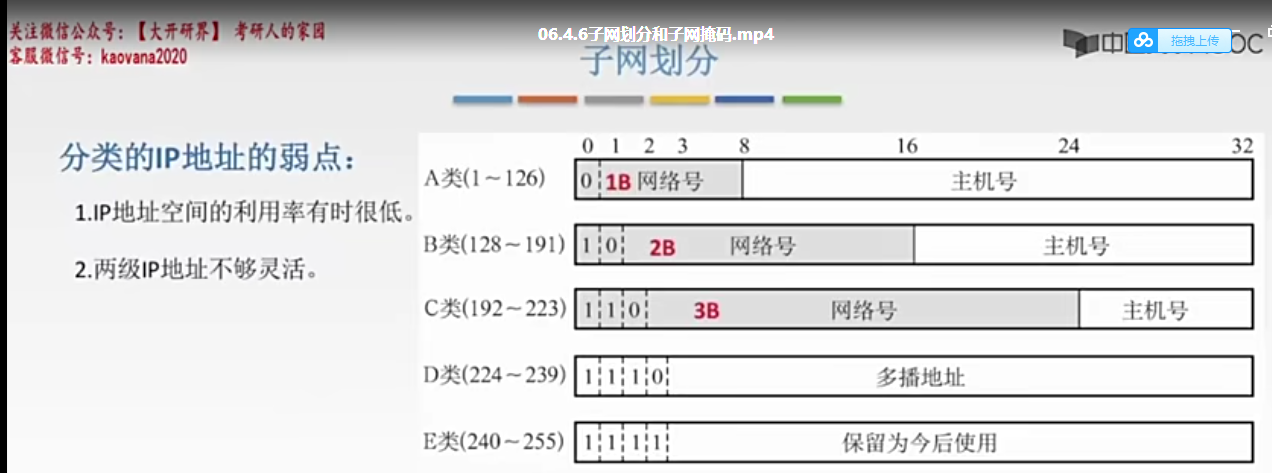 关注微信公众号：【大开研界】 考研人的家园
客服微信号：kaovana2020
06.4.6子网划分和子网掩码.mp4
拖拽上传
子网划分
分类的IP地址的弱点：
1.IP地址空间的利用率有时很低。
2.两级IP地址不够灵活。
0 1 2 3 8 16 24 32
A类(1～126) 0 1B 网络号 主机号
B类(128～191) 1 0 2B 网络号 主机号
C类(192～223) 1 1 0 3B 网络号 主机号
D类(224～239) 1 1 1 0 多播地址
E类(240～255) 1 1 1 1 保留为今后使用